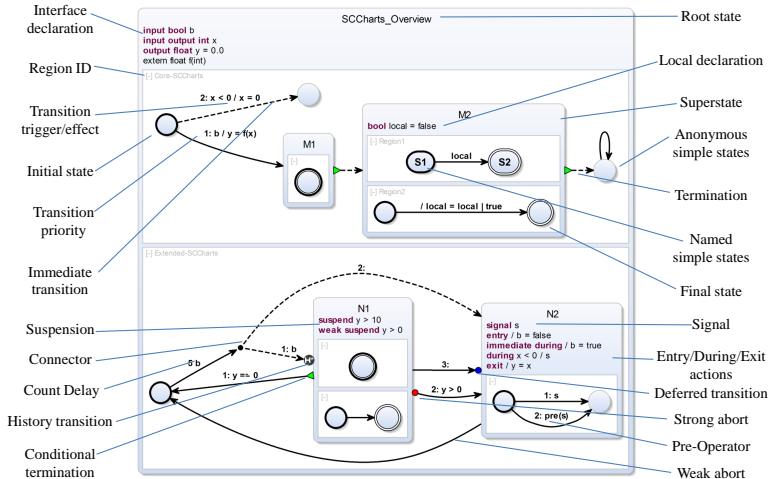 Interface
declaration
Region ID
Transition
trigger/effect
Initial state
Transition
priority
Immediate
transition
Suspension
Connector
Count Delay
History transition
Conditional
termination
SCCharts_Overview
input bool b
input output int x
output float y = 0.0
extern float f(int)
[-] Core-SCCharts
2: x < 0 / x = 0
1: b / y = f(x)
M1
[-]
M2
bool local = false
[-] Region1
S1
local
S2
[-] Region2
/ local = local | true
[-] Extended-SCCharts
2:
5 b
1: b
H*
1: y == 0
N1
suspend y > 10
weak suspend y > 0
[-]
[-]
3:
2: y > 0
N2
signal s
entry / b = false
immediate during / b = true
during x < 0 / s
exit / y = x
[-]
1: s
2: pre(s)
Root state
Local declaration
Superstate
Anonymous
simple states
Termination
Named
simple states
Final state
Signal
Entry/During/Exit
actions
Deferred transition
Strong abort
Pre-Operator
Weak abort